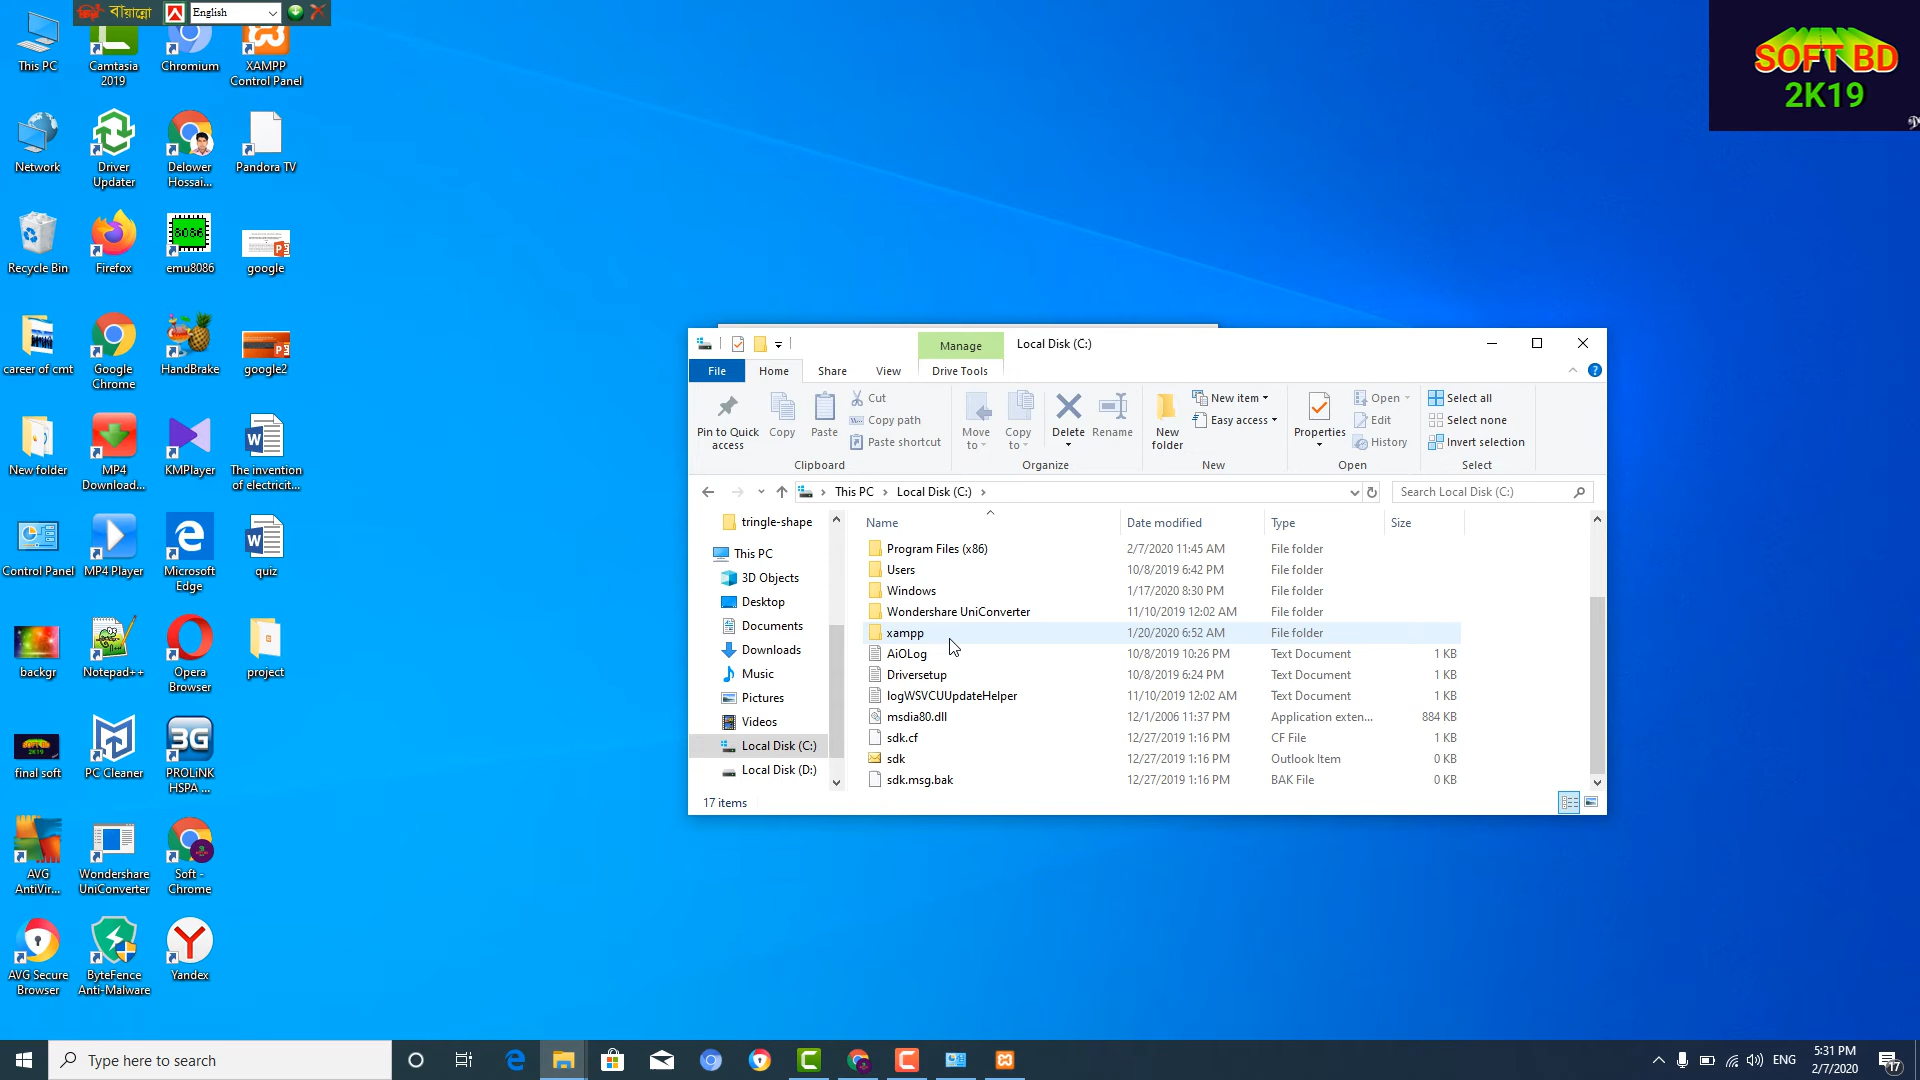 বায়ান্নো
English
This PC
Camtasia
2019
Chromium
XAMPP
Control Panel
Network
Driver
Updater
Delower
Hossai...
Pandora TV
Recycle Bin
Firefox
8086
emu8086
google
career of cmt
Google
Chrome
HandBrake
google2
New folder
MP4
Download...
KMPlayer
The invention
of electricit...
Control Panel
MP4 Player
Microsoft
Edge
quiz
backgr
Notepad++
Opera
Browser
project
final soft
PC Cleaner
3G
PROLiNK
HSPA ...
AVG
AntiVir...
Wondershare
UniConverter
Soft -
Chrome
AVG Secure
Browser
ByteFence
Anti-Malware
Yandex
SOFT BD
2K19
Manage
Local Disk (C:)
File
Home
Share
View
Drive Tools
Pin to Quick
access
Copy
Paste
Cut
Copy path
Paste shortcut
Move
to
Copy
to
Delete
Rename
New
folder
New item
Easy access
Properties
Open
Edit
History
Select all
Select none
Invert selection
Clipboard
Organize
New
Open
Select
This PC
Local Disk (C:)
Search Local Disk (C:)
tringle-shape
This PC
3D Objects
Desktop
Documents
Downloads
Music
Pictures
Videos
Local Disk (C:)
Local Disk (D:)
Name Date modified Type Size
Program Files (x86) 2/7/2020 11:45 AM File folder
Users 10/8/2019 6:42 PM File folder
Windows 1/17/2020 8:30 PM File folder
Wondershare UniConverter 11/10/2019 12:02 AM File folder
xampp 1/20/2020 6:52 AM File folder
AiOLog 10/8/2019 10:26 PM Text Document 1 KB
Driversetup 10/8/2019 6:24 PM Text Document 1 KB
logWSVCUUpdateHelper 11/10/2019 12:02 AM Text Document 1 KB
msdia80.dll 12/1/2006 11:37 PM Application exten... 884 KB
sdk.cf 12/27/2019 1:16 PM CF File 1 KB
sdk 12/27/2019 1:16 PM Outlook Item 0 KB
sdk.msg.bak 12/27/2019 1:16 PM BAK File 0 KB
17 items
Type here to search
ENG
5:31 PM
2/7/2020
17